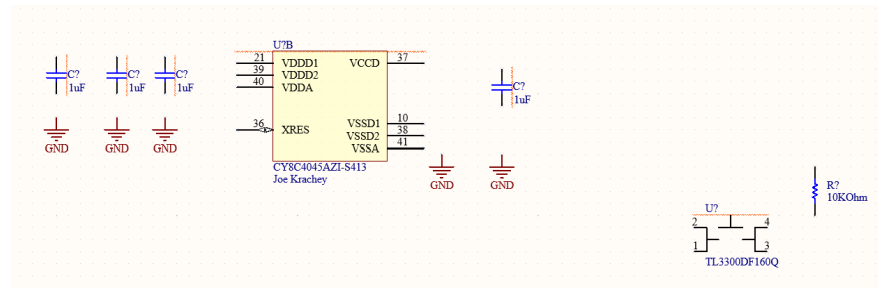 U?B
21 VDDD1 VCCD 37
39 VDDD2
40 VDDA
C? C? C? C?
1uF 1uF 1uF 1uF
36 XRES VSSD1 10
VSSD2 38
VSSA 41
GND GND GND
CY8C4045AZI-S413
Joe Krachey
GND GND
R?
10KOhm
U?
2 4
1 3
TL3300DF160Q